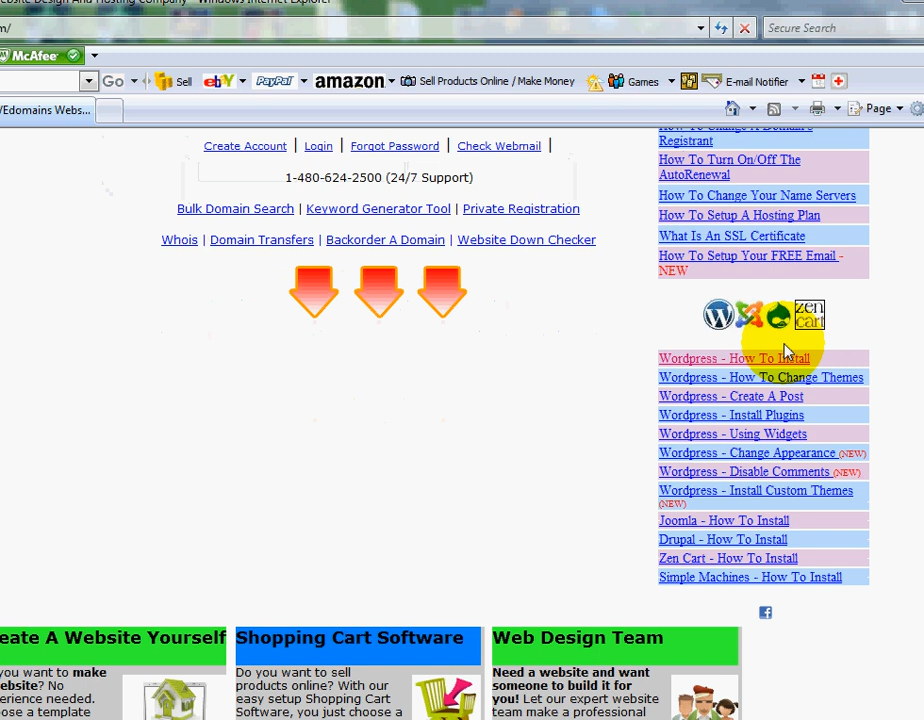 ebsite Design And Hosting Company - Windows Internet Explorer
m/
Secure Search
McAfee
Go
Sell
ebY
PayPal
amazon
Sell Products Online / Make Money
Games
E-mail Notifier
/Edomains Webs...
Page
Create Account | Login | Forgot Password | Check Webmail |
1-480-624-2500 (24/7 Support)
Bulk Domain Search | Keyword Generator Tool | Private Registration
Whois | Domain Transfers | Backorder A Domain | Website Down Checker
How To Change A Domain's
Registrant
How To Turn On/Off The
AutoRenewal
How To Change Your Name Servers
How To Setup A Hosting Plan
What Is An SSL Certificate
How To Setup Your FREE Email -
NEW
zen
cart
Wordpress - How To Install
Wordpress - How To Change Themes
Wordpress - Create A Post
Wordpress - Install Plugins
Wordpress - Using Widgets
Wordpress - Change Appearance (NEW)
Wordpress - Disable Comments (NEW)
Wordpress - Install Custom Themes
(NEW)
Joomla - How To Install
Drupal - How To Install
Zen Cart - How To Install
Simple Machines - How To Install
eate A Website Yourself
you want to make
ebsite? No
erience needed.
oose a template
Shopping Cart Software
Do you want to sell
products online? With our
easy setup Shopping Cart
Software, you just choose a
Web Design Team
Need a website and want
someone to build it for
you! Let our expert website
team make a professional